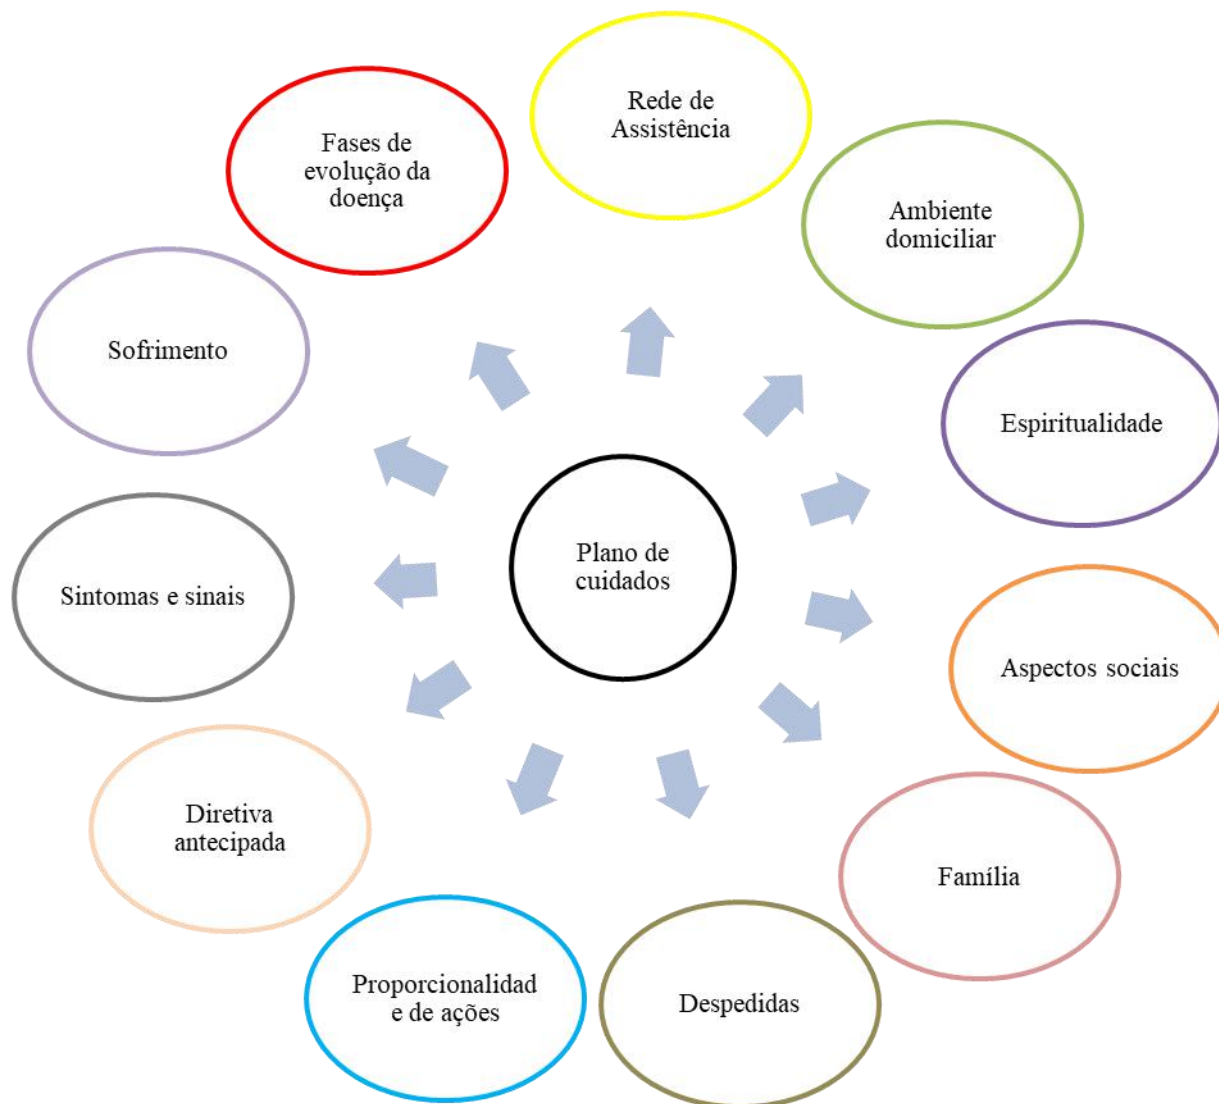 Rede de
Assistência
Fases de
evolução da
doença
Ambiente
domiciliar
Sofrimento
Espiritualidade
Plano de
cuidados
Sintomas e sinais
Aspectos sociais
Diretiva
antecipada
Família
Proporcionalidad
e de ações
Despedidas